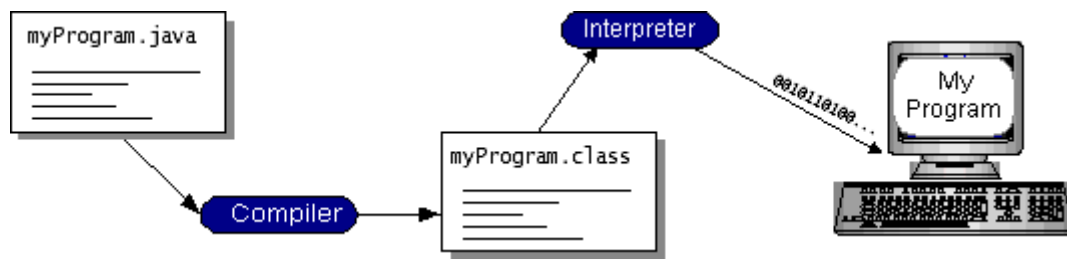 myProgram.java
Compiler
myProgram.class
Interpreter
0010110100...
My
Program